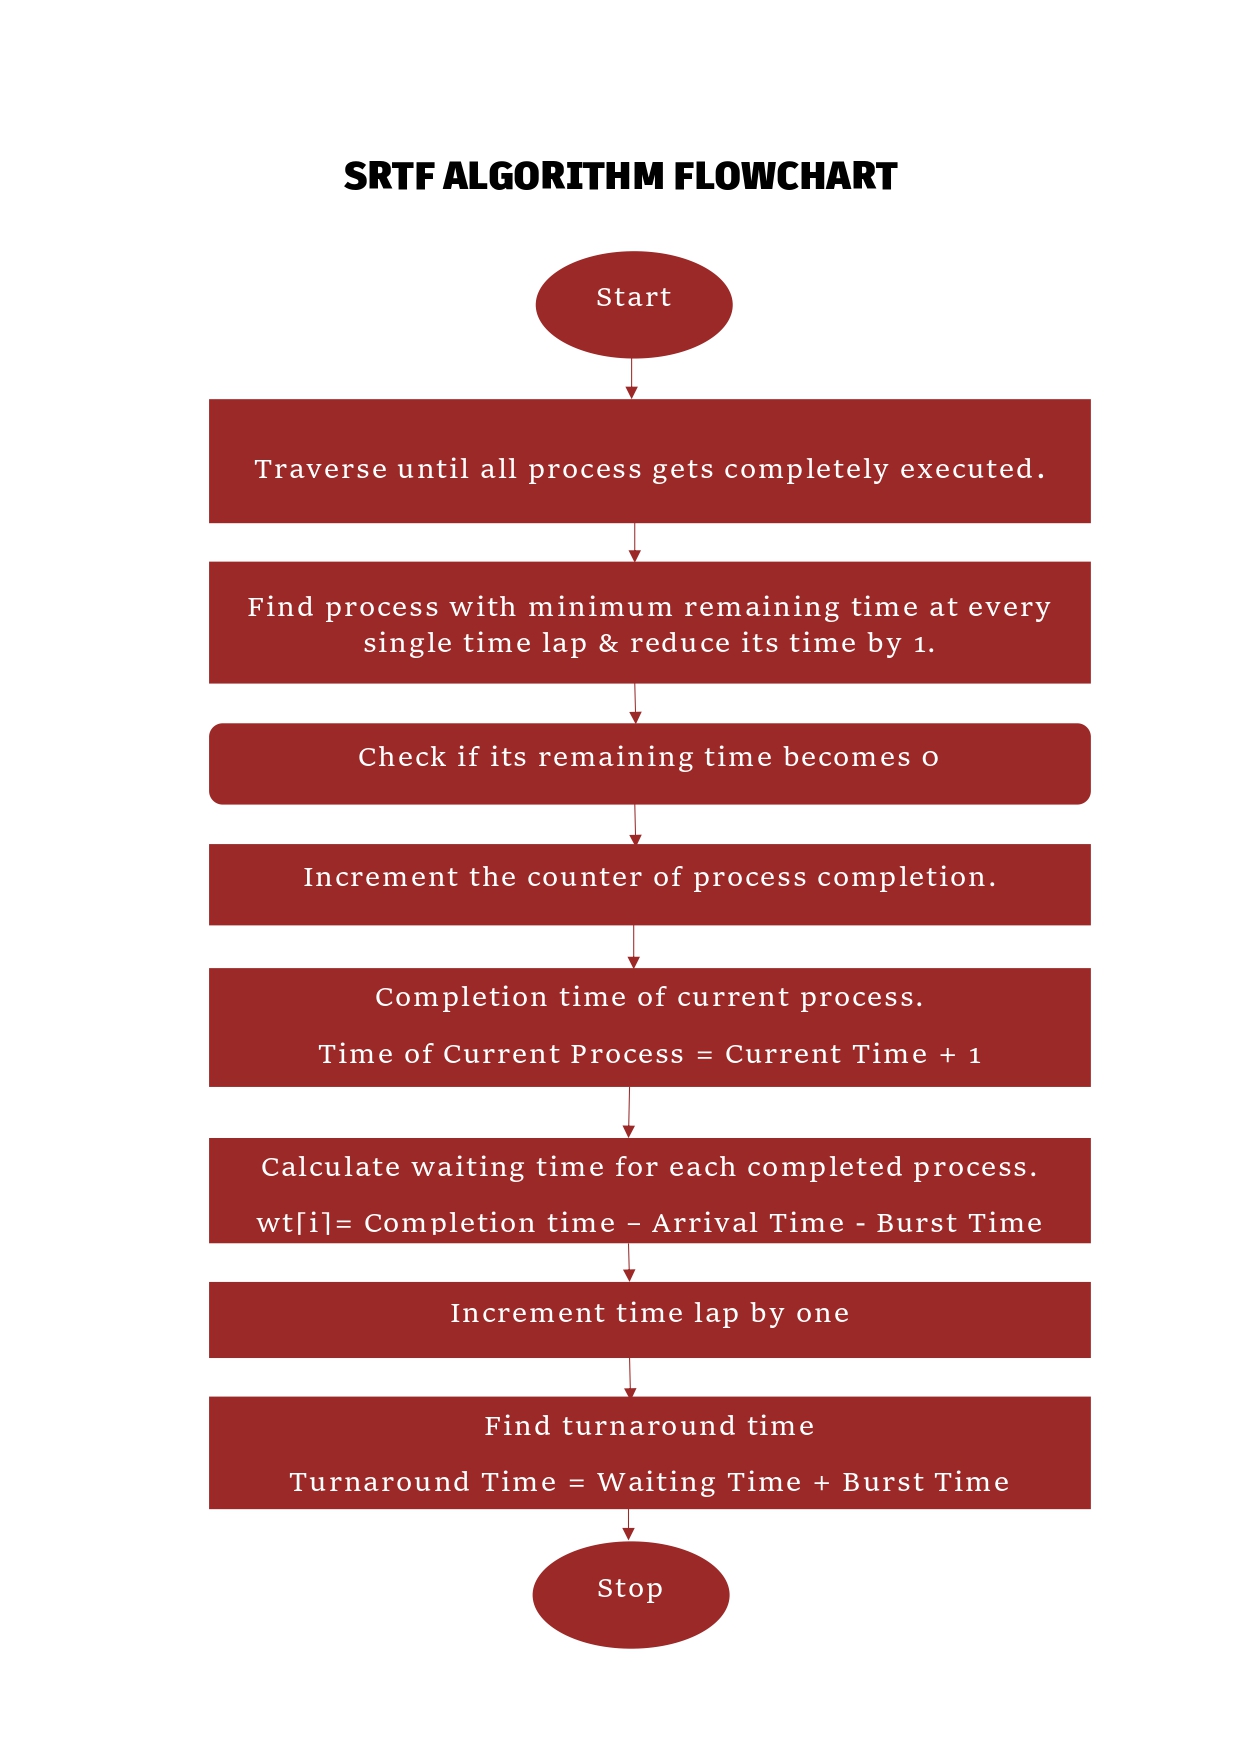 SRTF ALGORITHM FLOWCHART
Start
Traverse until all process gets completely executed.
Find process with minimum remaining time at every
single time lap & reduce its time by 1.
Check if its remaining time becomes 0
Increment the counter of process completion.
Completion time of current process.
Time of Current Process = Current Time + 1
Calculate waiting time for each completed process.
wt[i]= Completion time – Arrival Time - Burst Time
Increment time lap by one
Find turnaround time
Turnaround Time = Waiting Time + Burst Time
Stop